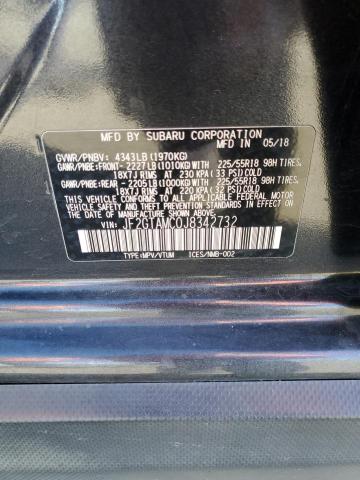 MFD. BY SUBARU CORPORATION
GVWR/PNBV: 4343LB(1970KG) IN 05/18
GAWR/PNBE:FRONT- 2227LB(1010KG)WITH 225/55R18 98H TIRES,
18X7J RIMS AT 230 KPA(33 PSI)COLD
GAWR/PNBE:REAR - 2205LB(1000KG)WITH 225/55R18 98H TIRES,
18X7J RIMS AT 220 KPA(32 PSI)COLD
THIS VEHICLE CONFORMS TO ALL APPLICABLE FEDERAL MOTOR
VEHICLE SAFETY AND THEFT PREVENTION STANDARDS IN EFFECT
ON THE DATE OF MANUFACTURE SHOWN ABOVE.
VIN: JF2GTAMC0J8342732
TYPE:MPV/VTUM ICES/NMB-002